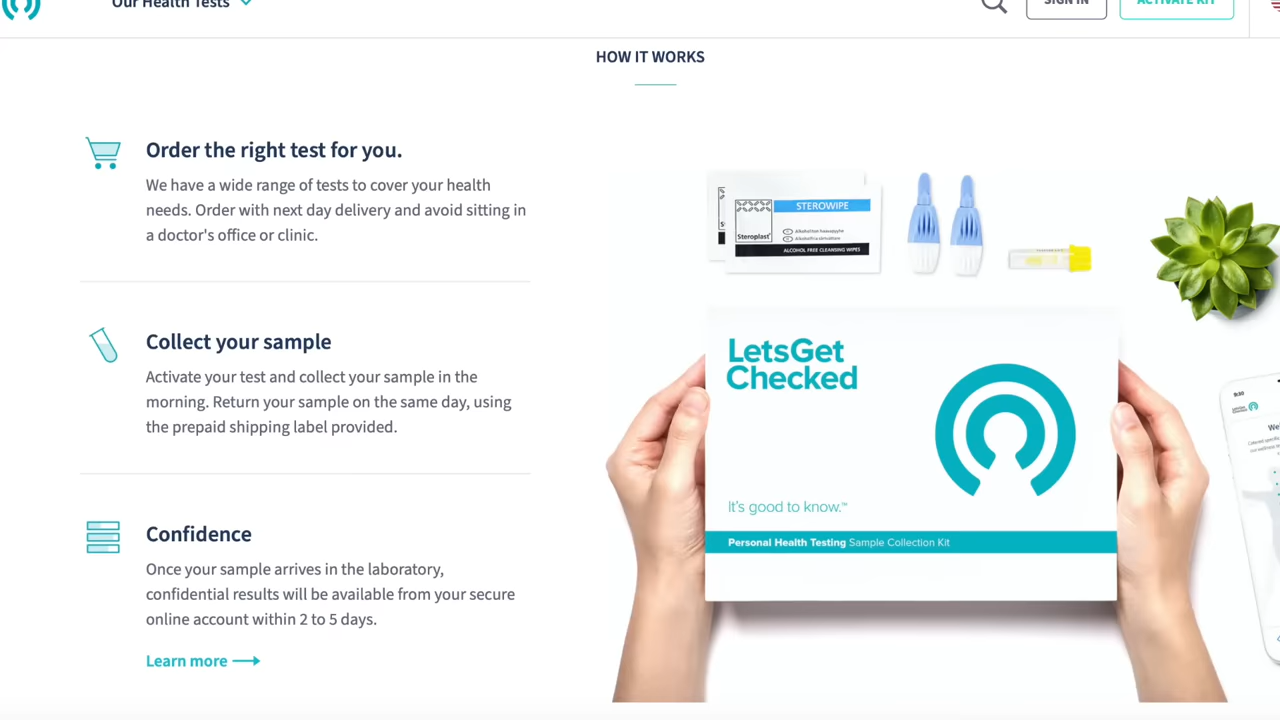 Our Health Tests
SIGN IN
ACTIVATE KIT
HOW IT WORKS
Order the right test for you.
We have a wide range of tests to cover your health
needs. Order with next day delivery and avoid sitting in
a doctor's office or clinic.
Collect your sample
Activate your test and collect your sample in the
morning. Return your sample on the same day, using
the prepaid shipping label provided.
Confidence
Once your sample arrives in the laboratory,
confidential results will be available from your secure
online account within 2 to 5 days.
Learn more
STEROWIPE
Steroplast
ALCOHOL FREE CLEANSING WIPES
LetsGet
Checked
It's good to know.™
Personal Health Testing Sample Collection Kit
9:30